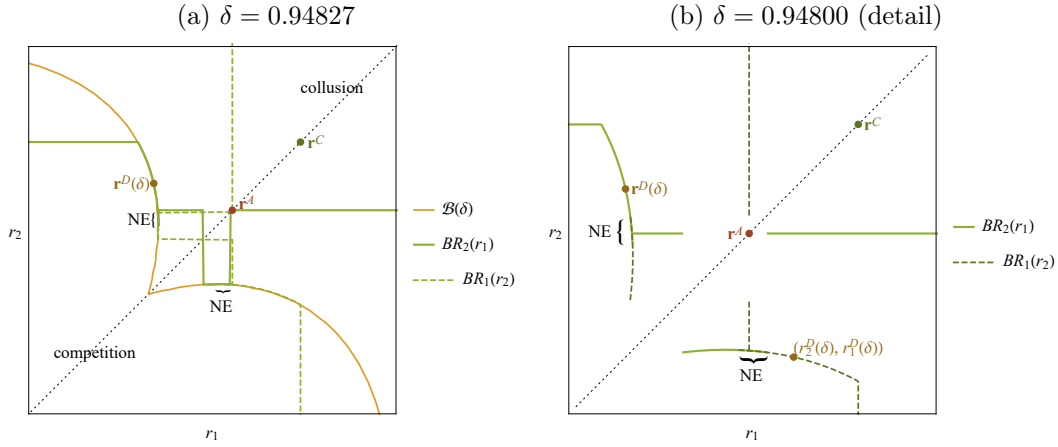 (a) δ = 0.94827
collusion
r^C
r^D(δ)
r^A
NE{
r_2
NE
competition
r_1
B(δ)
BR_2(r_1)
BR_1(r_2)
(b) δ = 0.94800 (detail)
r^C
r^D(δ)
NE {
r^A
r_2
(r_2^D(δ), r_1^D(δ))
NE
r_1
BR_2(r_1)
BR_1(r_2)